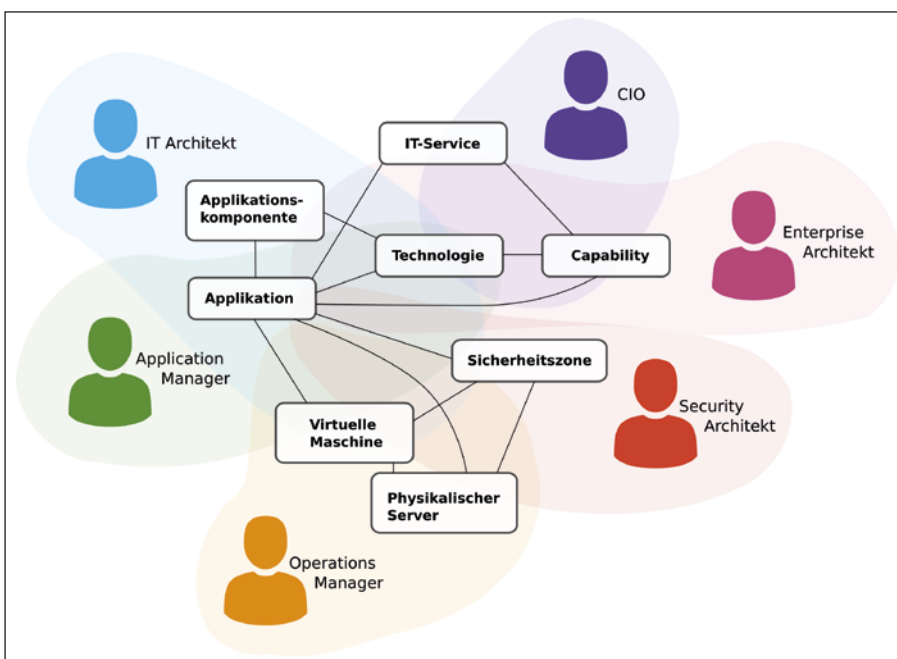 CIO
IT Architekt
IT-Service
Applikations-
komponente
Enterprise
Architekt
Technologie
Capability
Applikation
Application
Manager
Sicherheitszone
Security
Architekt
Virtuelle
Maschine
Physikalischer
Server
Operations
Manager